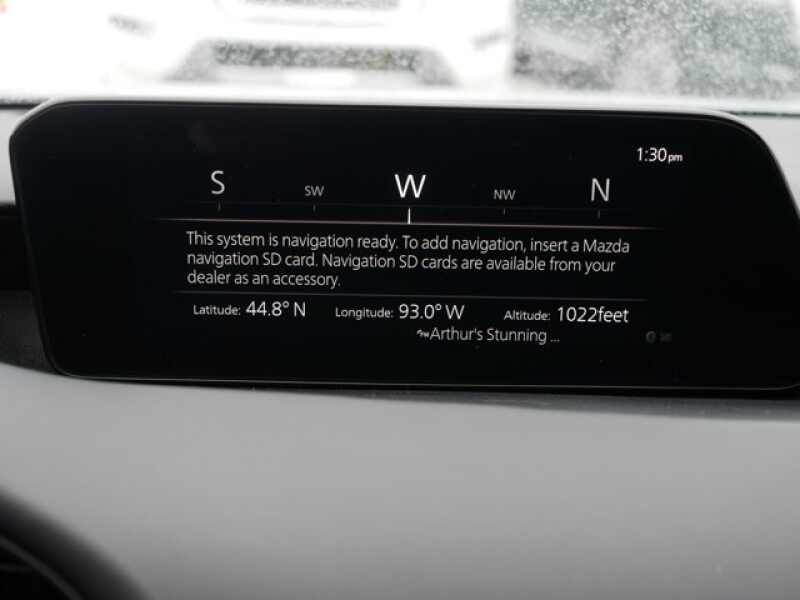 1:30pm
S SW W NW N
This system is navigation ready. To add navigation, insert a Mazda
navigation SD card. Navigation SD cards are available from your
dealer as an accessory.
Latitude: 44.8° N Longitude: 93.0° W Altitude: 1022feet
Arthur's Stunning ...